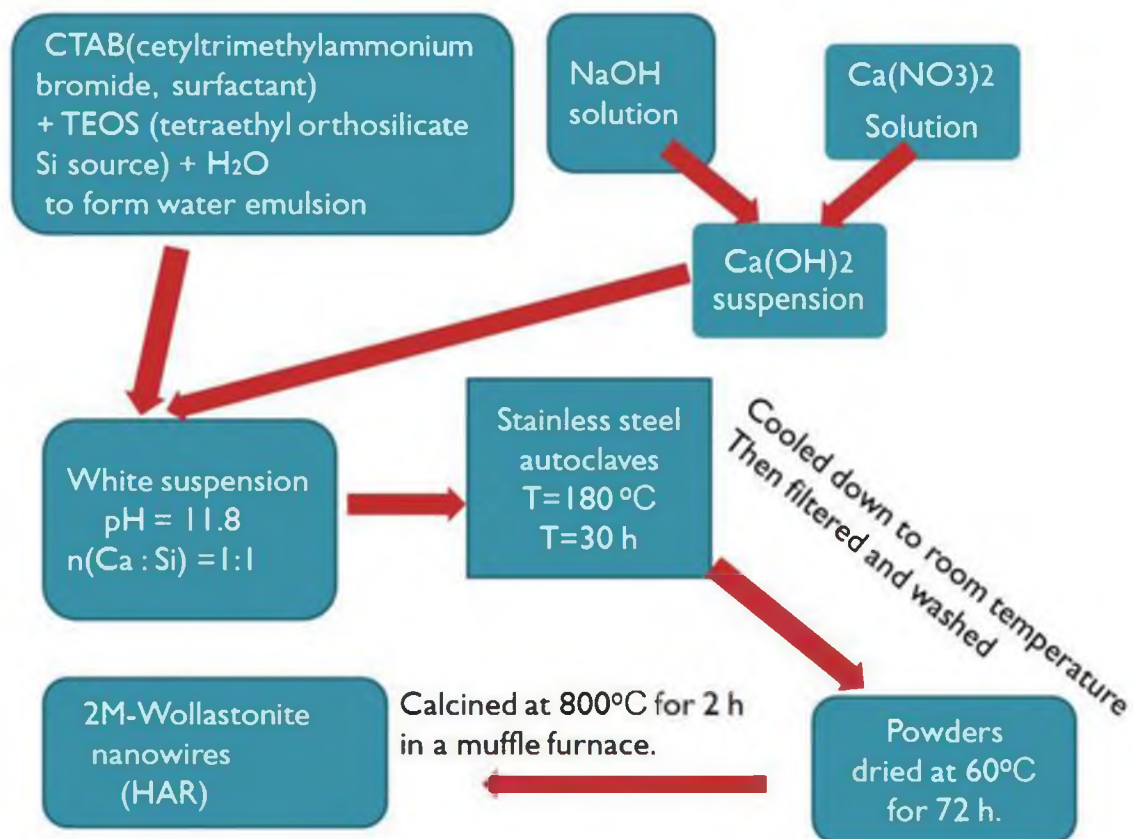 CTAB(cetyltrimethylammonium
bromide, surfactant)
+ TEOS (tetraethyl orthosilicate
Si source) + H2O
to form water emulsion
NaOH
solution
Ca(NO3)2
Solution
Ca(OH)2
suspension
White suspension
pH = 11.8
n(Ca : Si) =1:1
Stainless steel
autoclaves
T=180 ºC
T=30 h
Cooled down to room temperature
Then filtered and washed
Powders
dried at 60ºC
for 72 h.
Calcined at 800ºC for 2 h
in a muffle furnace.
2M-Wollastonite
nanowires
(HAR)